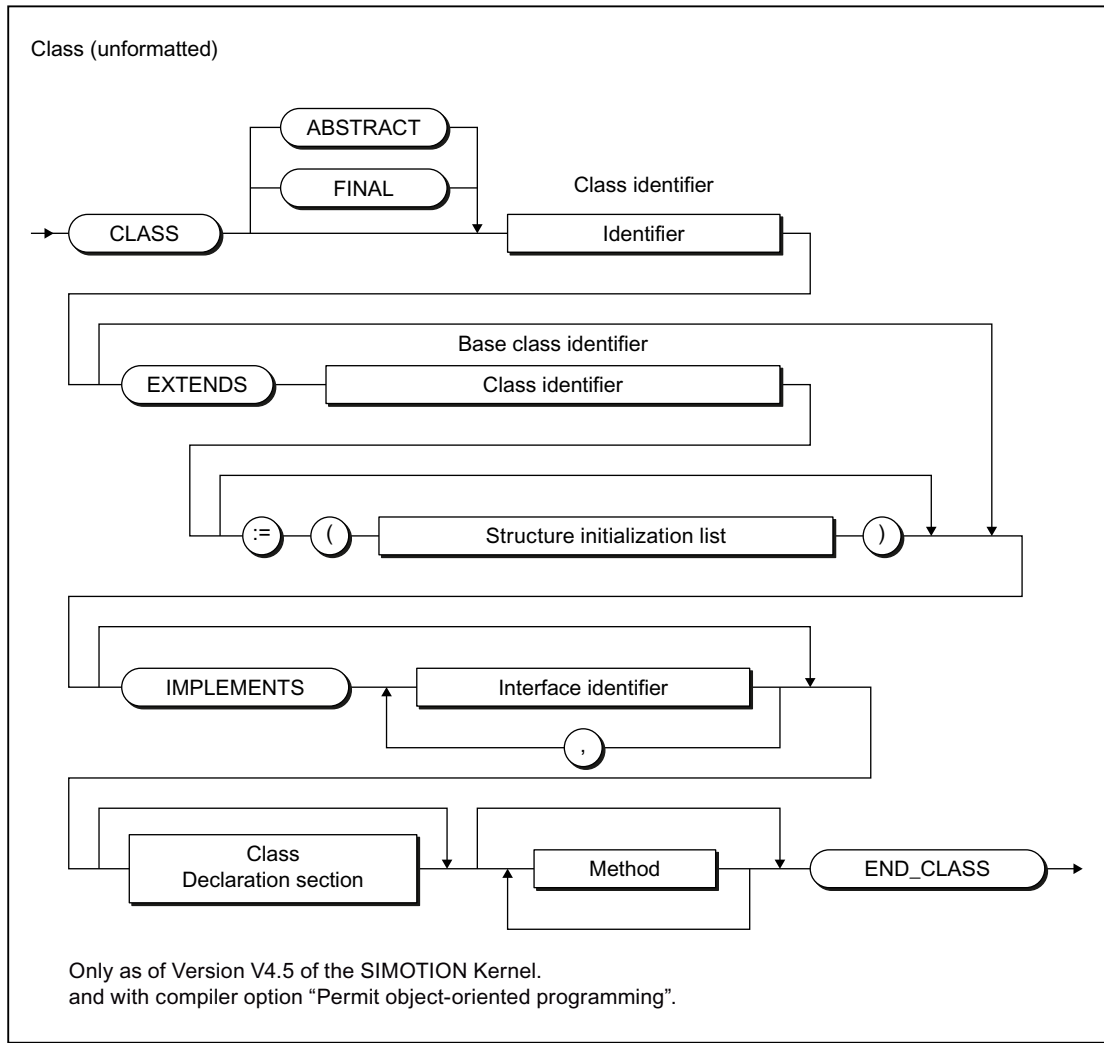 Class (unformatted)
ABSTRACT
FINAL
Class identifier
CLASS
Identifier
Base class identifier
EXTENDS
Class identifier
:=
(
Structure initialization list
)
IMPLEMENTS
Interface identifier
,
Class
Declaration section
Method
END_CLASS
Only as of Version V4.5 of the SIMOTION Kernel.
and with compiler option “Permit object-oriented programming”.